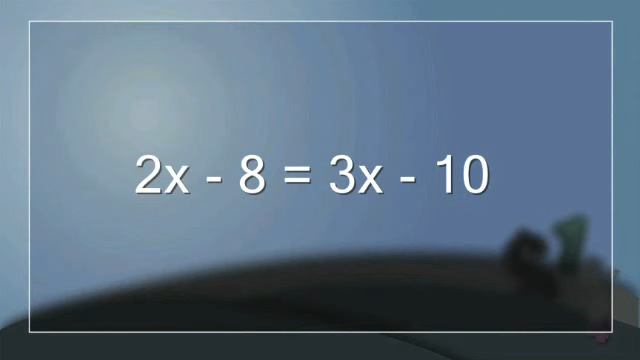 2x - 8 = 3x - 10